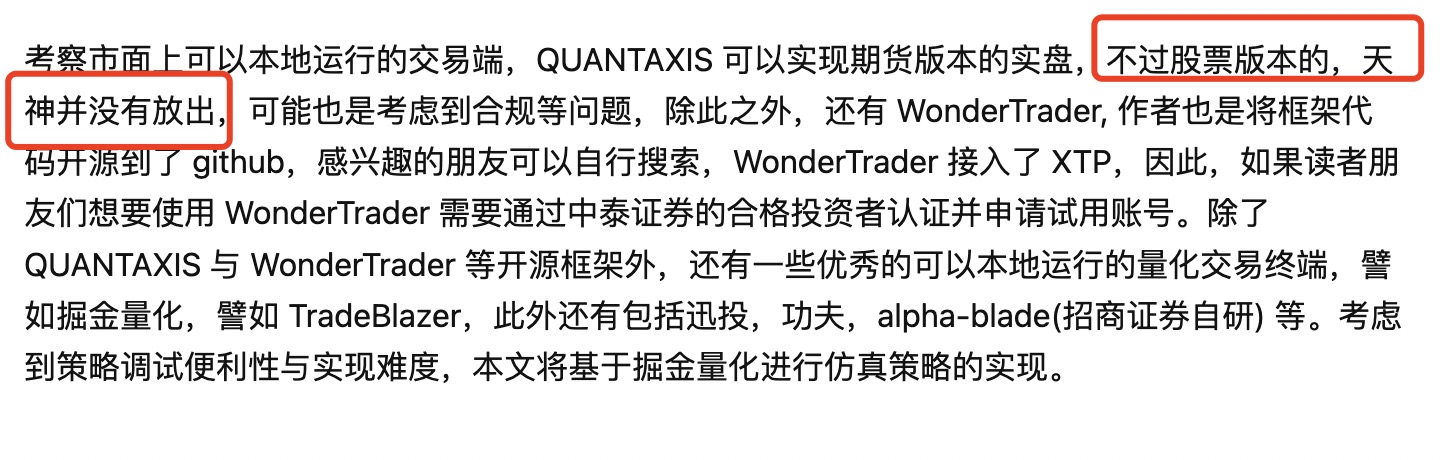 考察市面上可以本地运行的交易端，QUANTAXIS 可以实现期货版本的实盘，不过股票版本的，天
神并没有放出，可能也是考虑到合规等问题，除此之外，还有 WonderTrader, 作者也是将框架代
码开源到了 github，感兴趣的朋友可以自行搜索，WonderTrader 接入了 XTP，因此，如果读者朋
友们想要使用 WonderTrader 需要通过中泰证券的合格投资者认证并申请试用账号。除了
QUANTAXIS 与 WonderTrader 等开源框架外，还有一些优秀的可以本地运行的量化交易终端，譬
如掘金量化，譬如 TradeBlazer，此外还有包括迅投，功夫，alpha-blade(招商证券自研) 等。考虑
到策略调试便利性与实现难度，本文将基于掘金量化进行仿真策略的实现。